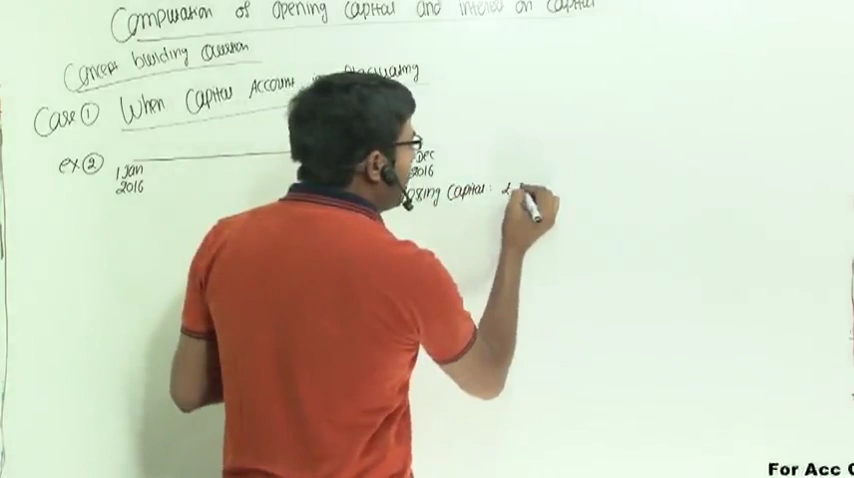 Computation of Opening Capital and interest on Capital
Concept building Question
Case ① When Capital Account is Fluctuating
ex ②
1 Jan Dec
2016 2016
Closing Capital:
For Acc